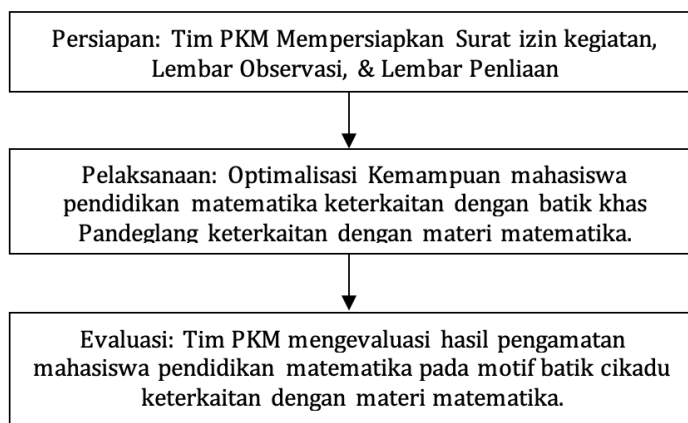 Persiapan: Tim PKM Mempersiapkan Surat izin kegiatan,
Lembar Observasi, & Lembar Penliaan
Pelaksanaan: Optimalisasi Kemampuan mahasiswa
pendidikan matematika keterkaitan dengan batik khas
Pandeglang keterkaitan dengan materi matematika.
Evaluasi: Tim PKM mengevaluasi hasil pengamatan
mahasiswa pendidikan matematika pada motif batik cikadu
keterkaitan dengan materi matematika.